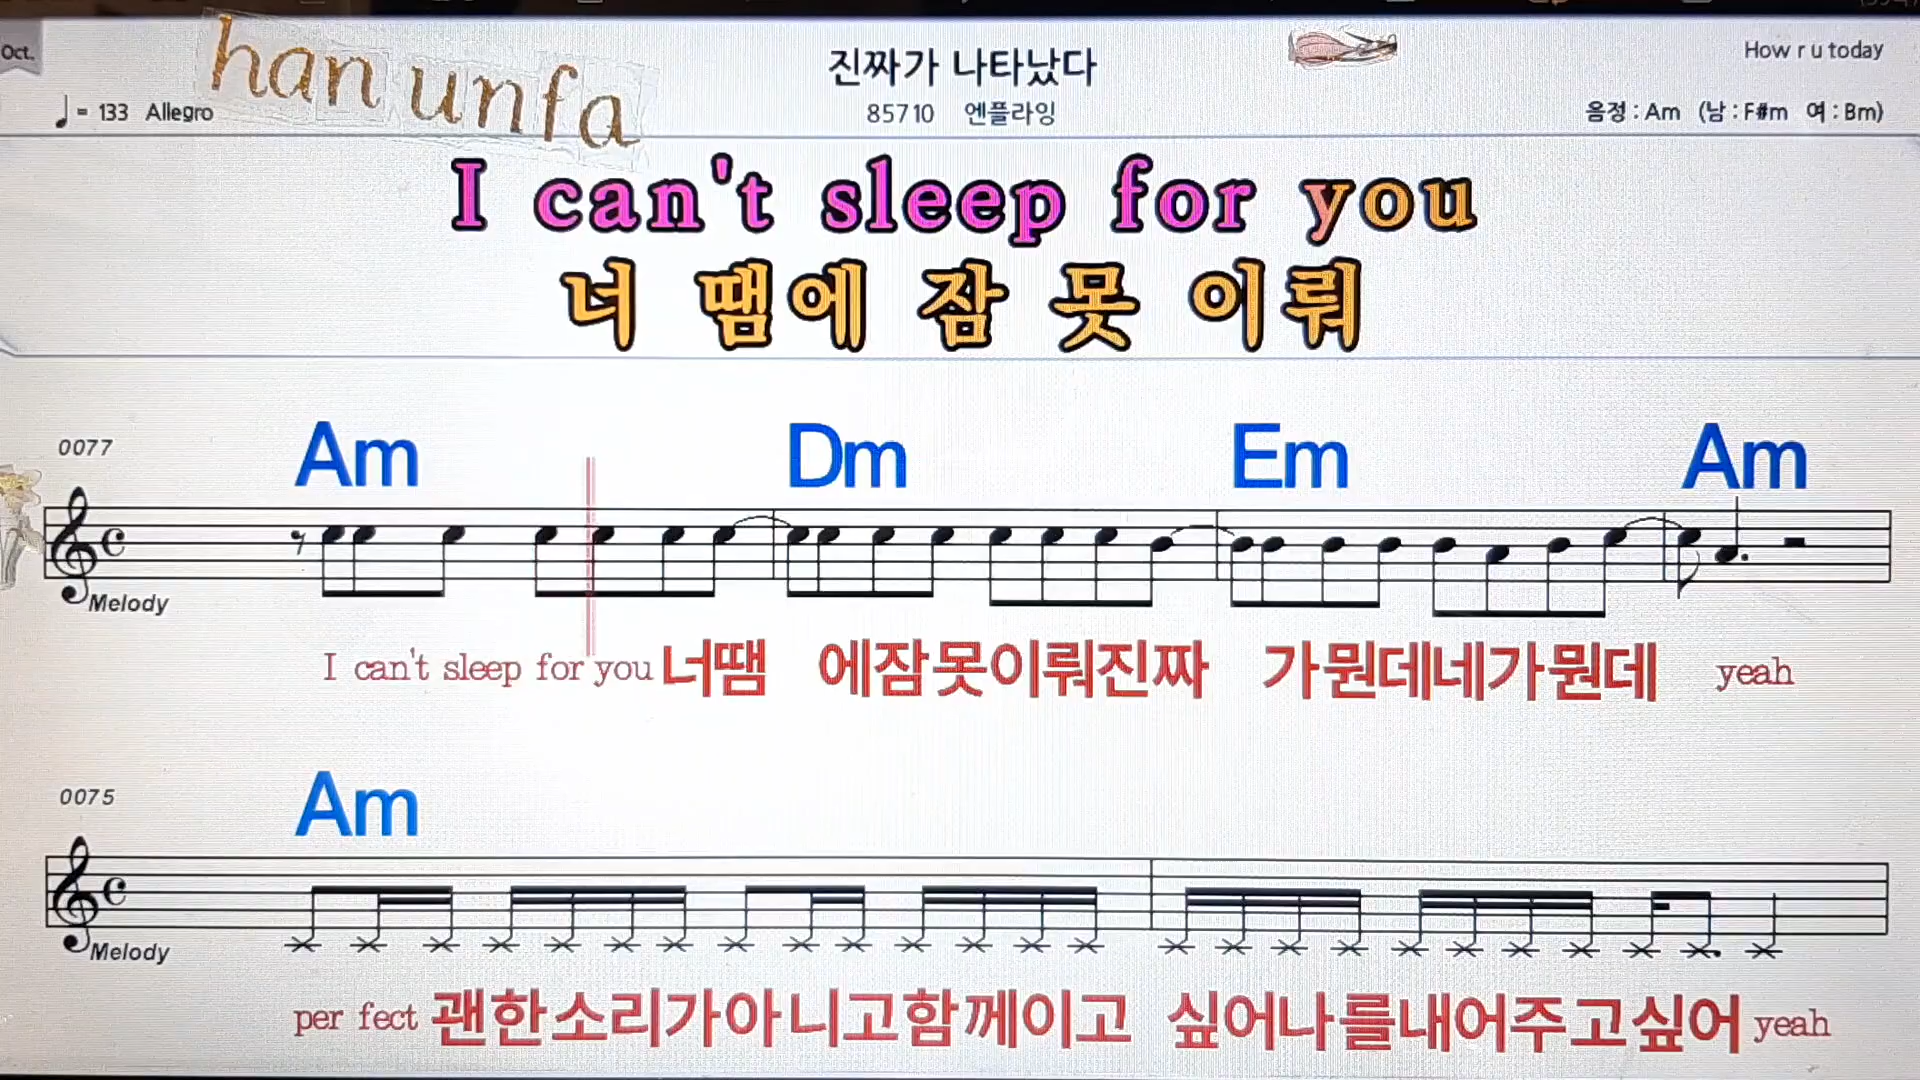 Oct.
han unfa
진짜가 나타났다
How r u today
♩= 133 Allegro
85710 엔플라잉
음정 : Am (남 : F#m 여 : Bm)
I can't sleep for you
너 땜에 잠 못 이뤄
0077
Am Dm Em Am
Melody
I can't sleep for you 너땜 에잠못이뤄진짜 가뭔데네가뭔데 yeah
0075
Am
Melody
per fect 괜한소리가아니고함께이고 싶어나를내어주고싶어 yeah